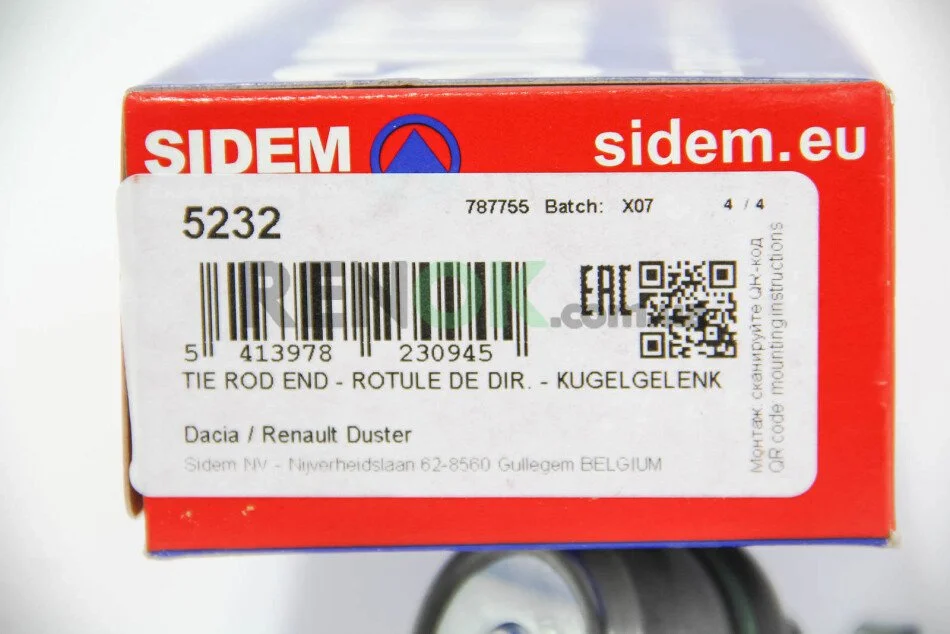 SIDEM
sidem.eu
5232
787755 Batch: X07 4 / 4
EAC
5 413978 230945
RENOK.com
TIE ROD END - ROTULE DE DIR. - KUGELGELENK
Dacia / Renault Duster
Sidem NV - Nijverheidslaan 62-8560 Gullegem BELGIUM
Монтаж: сканируйте QR-код
QR code: mounting instructions